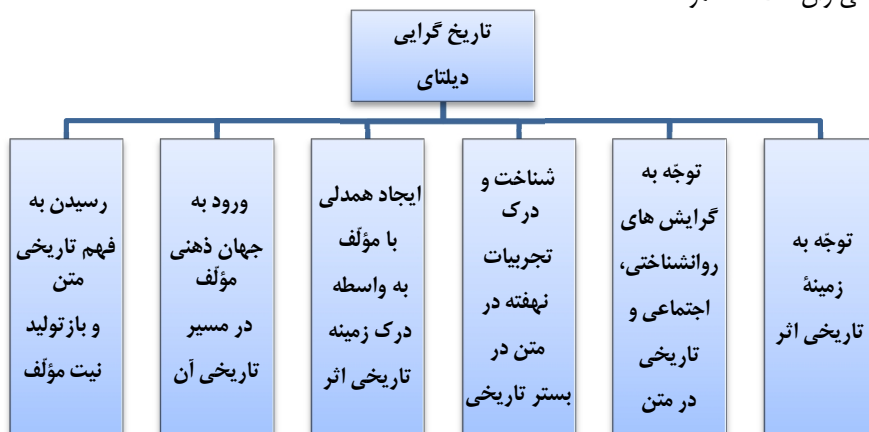 تاریخ گرایی
دیلتای
توجّه به
زمینهٔ
تاریخی اثر
توجّه به
گرایش های
روانشناختی،
اجتماعی و
تاریخی
در متن
شناخت و
درک
تجربیات
نهفته در
متن در
بستر تاریخی
ایجاد همدلی
با مؤلّف
به واسطه
درک زمینه
تاریخی اثر
ورود به
جهان ذهنی
مؤلّف
در مسیر
تاریخی آن
رسیدن به
فهم تاریخی
متن
و بازتولید
نیت مؤلّف